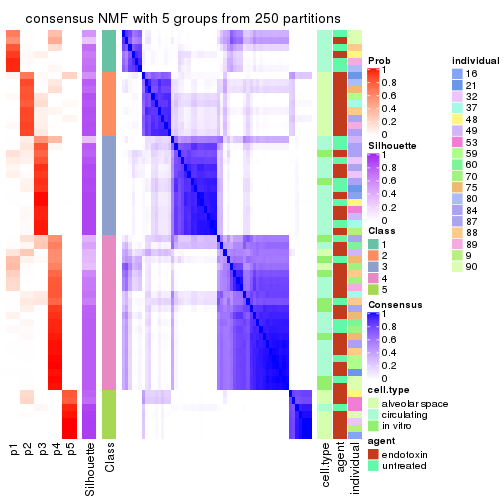 consensus NMF with 5 groups from 250 partitions
p1
p2
p3
p4
p5
Silhouette
Class
cell.type
agent
individual
Prob
1
0.8
0.6
0.4
0.2
0
Silhouette
1
0.8
0.6
0.4
0.2
0
Class
1
2
3
4
5
Consensus
1
0.8
0.6
0.4
0.2
0
cell.type
alveolar space
circulating
in vitro
agent
endotoxin
untreated
individual
16
21
32
37
48
49
53
59
60
70
75
80
84
87
88
89
9
90